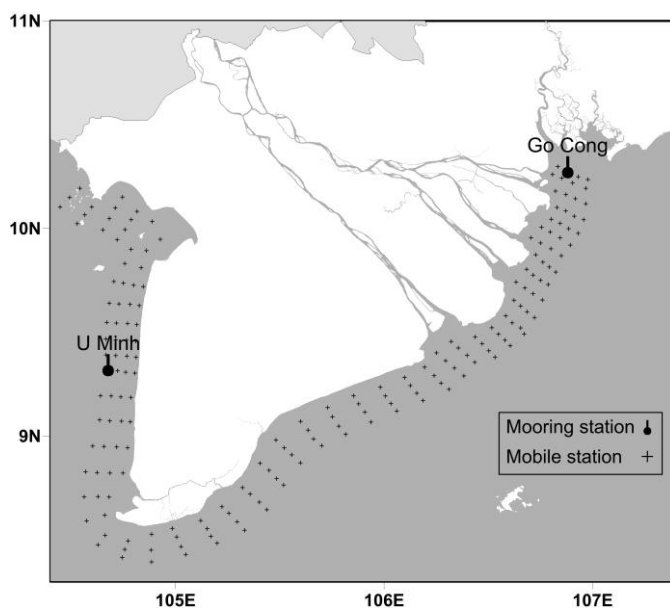 11N
Go Cong
10N
U Minh
9N
Mooring station
Mobile station
105E
106E
107E